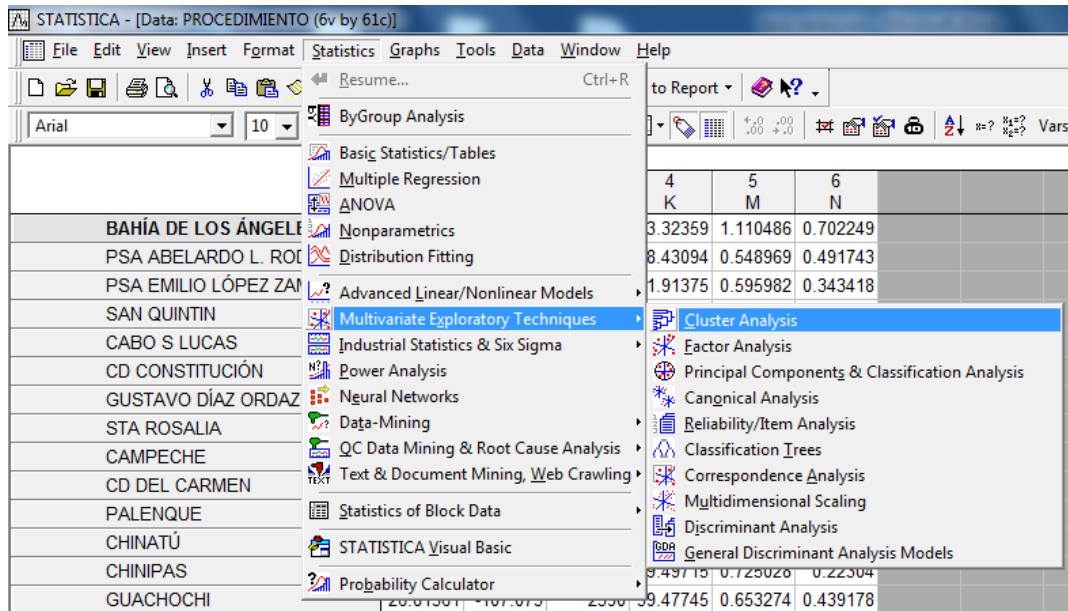 STATISTICA - [Data: PROCEDIMIENTO (6v by 61c)]
File Edit View Insert Format Statistics Graphs Tools Data Window Help
Resume... Ctrl+R
to Report
ByGroup Analysis
Arial 10
Vars
Basic Statistics/Tables
Multiple Regression
4 5 6
ANOVA
K M N
Nonparametrics
BAHÍA DE LOS ÁNGELE 3.32359 1.110486 0.702249
Distribution Fitting
PSA ABELARDO L. ROD 8.43094 0.548969 0.491743
PSA EMILIO LÓPEZ ZAM 1.91375 0.595982 0.343418
Advanced Linear/Nonlinear Models
SAN QUINTIN
Multivariate Exploratory Techniques
Cluster Analysis
CABO S LUCAS
Industrial Statistics & Six Sigma
Factor Analysis
CD CONSTITUCIÓN
Power Analysis
Principal Components & Classification Analysis
GUSTAVO DÍAZ ORDAZ
Neural Networks
Canonical Analysis
STA ROSALIA
Data-Mining
Reliability/Item Analysis
CAMPECHE
QC Data Mining & Root Cause Analysis
Classification Trees
CD DEL CARMEN
Text & Document Mining, Web Crawling
Correspondence Analysis
PALENQUE
Statistics of Block Data
Multidimensional Scaling
CHINATÚ
STATISTICA Visual Basic
Discriminant Analysis
General Discriminant Analysis Models
CHINIPAS 9.49715 0.725028 0.22304
Probability Calculator
GUACHOCHI 39.47745 0.653274 0.439178